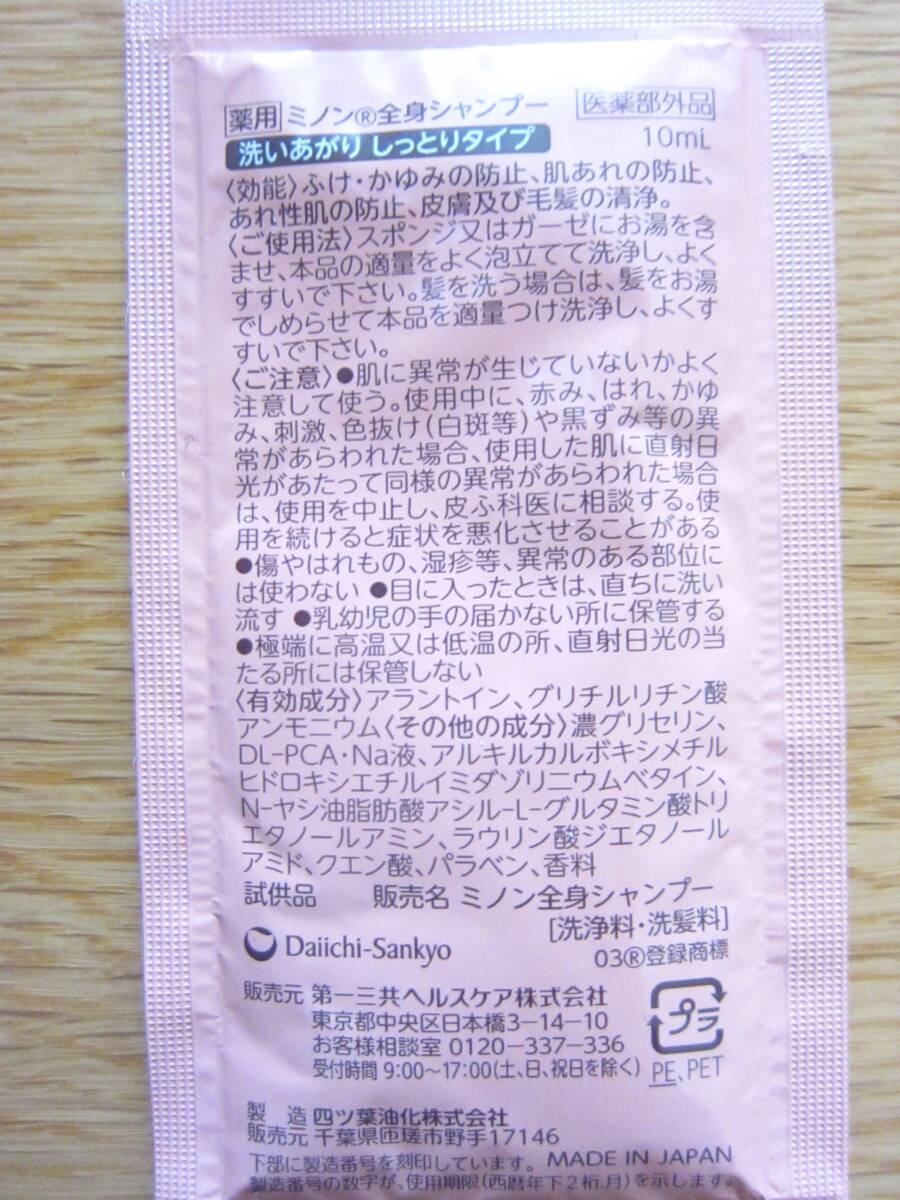 薬用 ミノン®全身シャンプー 医薬部外品
洗いあがり しっとりタイプ 10mL
〈効能〉ふけ・かゆみの防止、肌あれの防止、
あれ性肌の防止、皮膚及び毛髪の清浄。
〈ご使用法〉スポンジ又はガーゼにお湯を含
ませ、本品の適量をよく泡立てて洗浄し、よく
すすいで下さい。髪を洗う場合は、髪をお湯
でしめらせて本品を適量つけ洗浄し、よくす
すいで下さい。
〈ご注意〉●肌に異常が生じていないかよく
注意して使う。使用中に、赤み、はれ、かゆ
み、刺激、色抜け(白斑等)や黒ずみ等の異
常があらわれた場合、使用した肌に直射日
光があたって同様の異常があらわれた場合
は、使用を中止し、皮ふ科医に相談する。使
用を続けると症状を悪化させることがある
●傷やはれもの、湿疹等、異常のある部位に
は使わない ●目に入ったときは、直ちに洗い
流す ●乳幼児の手の届かない所に保管する
●極端に高温又は低温の所、直射日光の当
たる所には保管しない
〈有効成分〉アラントイン、グリチルリチン酸
アンモニウム〈その他の成分〉濃グリセリン、
DL-PCA・Na液、アルキルカルボキシメチル
ヒドロキシエチルイミダゾリニウムベタイン、
N-ヤシ油脂肪酸アシル-L-グルタミン酸トリ
エタノールアミン、ラウリン酸ジエタノール
アミド、クエン酸、パラベン、香料
試供品 販売名 ミノン全身シャンプー
[洗浄料・洗髪料]
Daiichi-Sankyo 03®登録商標
販売元 第一三共ヘルスケア株式会社
東京都中央区日本橋3-14-10
お客様相談室 0120-337-336
受付時間 9:00〜17:00(土、日、祝日を除く)
プラ
PE、PET
製造 四ツ葉油化株式会社
販売元 千葉県匝瑳市野手17146
下部に製造番号を刻印しています。 MADE IN JAPAN
製造番号の数字が、使用期限(西暦年下2桁,月)を示します。